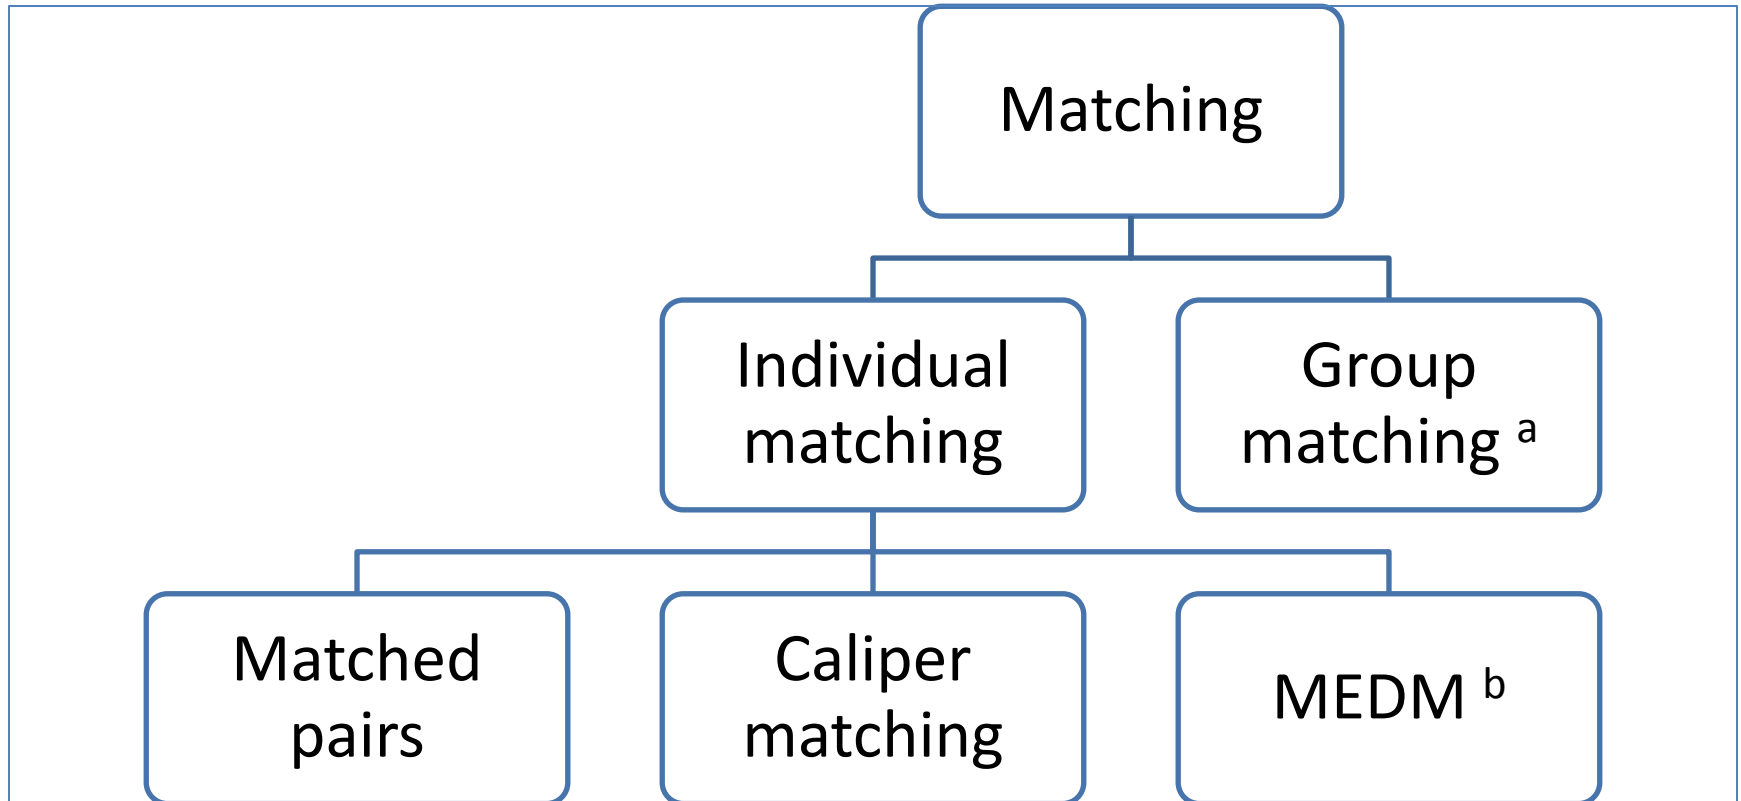 Matching
Individual
matching
Group
matching a
Matched
pairs
Caliper
matching
MEDM b